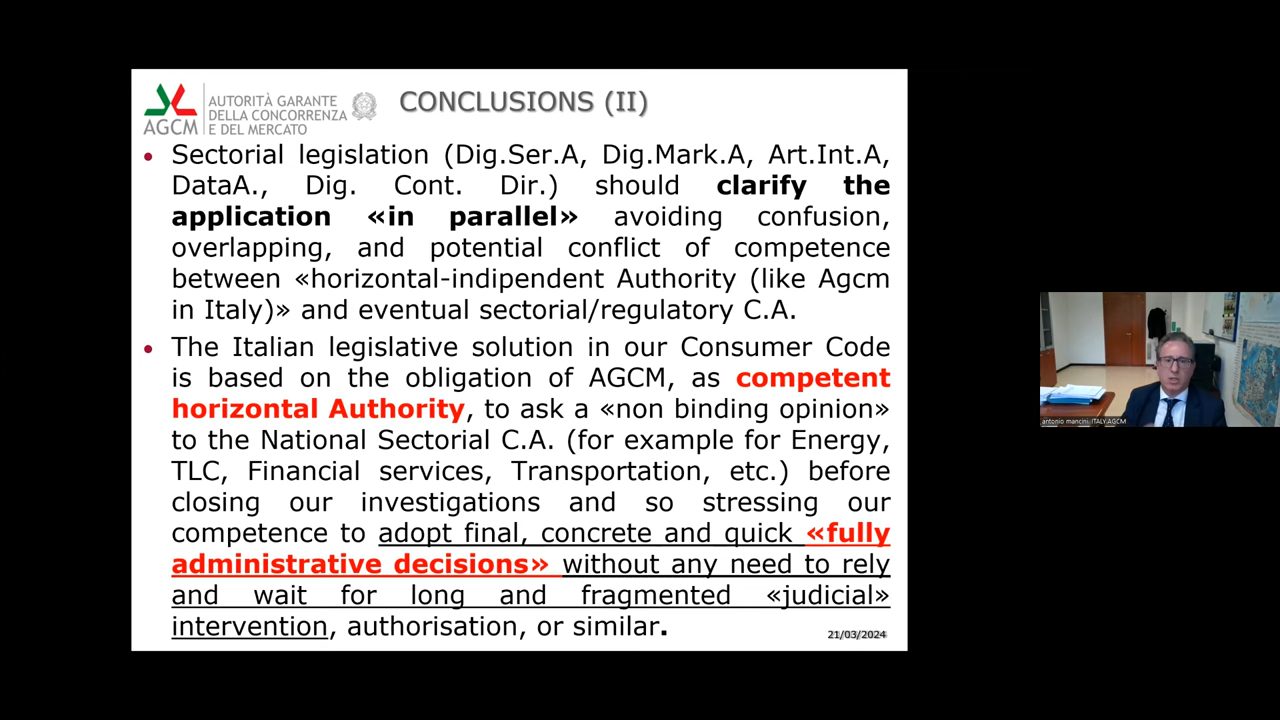 AGCM
AUTORITÀ GARANTE
DELLA CONCORRENZA
E DEL MERCATO
CONCLUSIONS (II)
• Sectorial legislation (Dig.Ser.A, Dig.Mark.A, Art.Int.A,
DataA., Dig. Cont. Dir.) should clarify the
application «in parallel» avoiding confusion,
overlapping, and potential conflict of competence
between «horizontal-indipendent Authority (like Agcm
in Italy)» and eventual sectorial/regulatory C.A.
• The Italian legislative solution in our Consumer Code
is based on the obligation of AGCM, as competent
horizontal Authority, to ask a «non binding opinion»
to the National Sectorial C.A. (for example for Energy,
TLC, Financial services, Transportation, etc.) before
closing our investigations and so stressing our
competence to adopt final, concrete and quick «fully
administrative decisions» without any need to rely
and wait for long and fragmented «judicial»
intervention, authorisation, or similar.
21/03/2024
antonio mancini ITALY AGCM